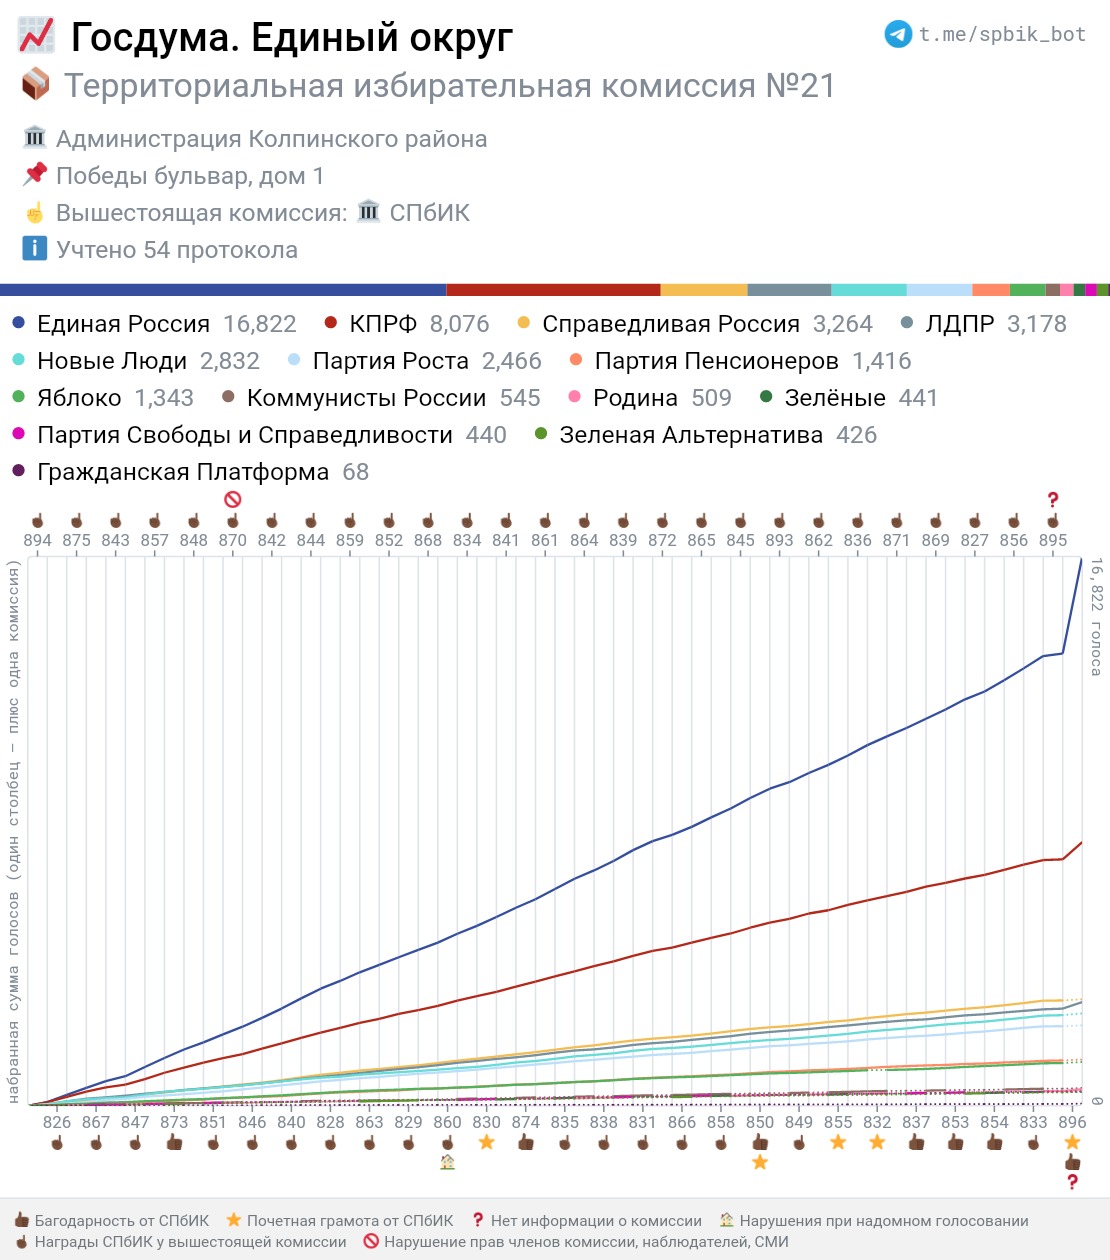 Госдума. Единый округ
t.me/spbik_bot
Территориальная избирательная комиссия №21
Администрация Колпинского района
Победы бульвар, дом 1
Вышестоящая комиссия: СПбИК
Учтено 54 протокола
Единая Россия 16,822 КПРФ 8,076 Справедливая Россия 3,264 ЛДПР 3,178
Новые Люди 2,832 Партия Роста 2,466 Партия Пенсионеров 1,416
Яблоко 1,343 Коммунисты России 545 Родина 509 Зелёные 441
Партия Свободы и Справедливости 440 Зеленая Альтернатива 426
Гражданская Платформа 68
894 875 843 857 848 870 842 844 859 852 868 834 841 861 864 839 872 865 845 893 862 836 871 869 827 856 895
набранная сумма голосов (один столбец – плюс одна комиссия)
16,822 голоса
0
826 867 847 873 851 846 840 828 863 829 860 830 874 835 838 831 866 858 850 849 855 832 837 853 854 833 896
Багодарность от СПбИК Почетная грамота от СПбИК Нет информации о комиссии Нарушения при надомном голосовании
Награды СПбИК у вышестоящей комиссии Нарушение прав членов комиссии, наблюдателей, СМИ